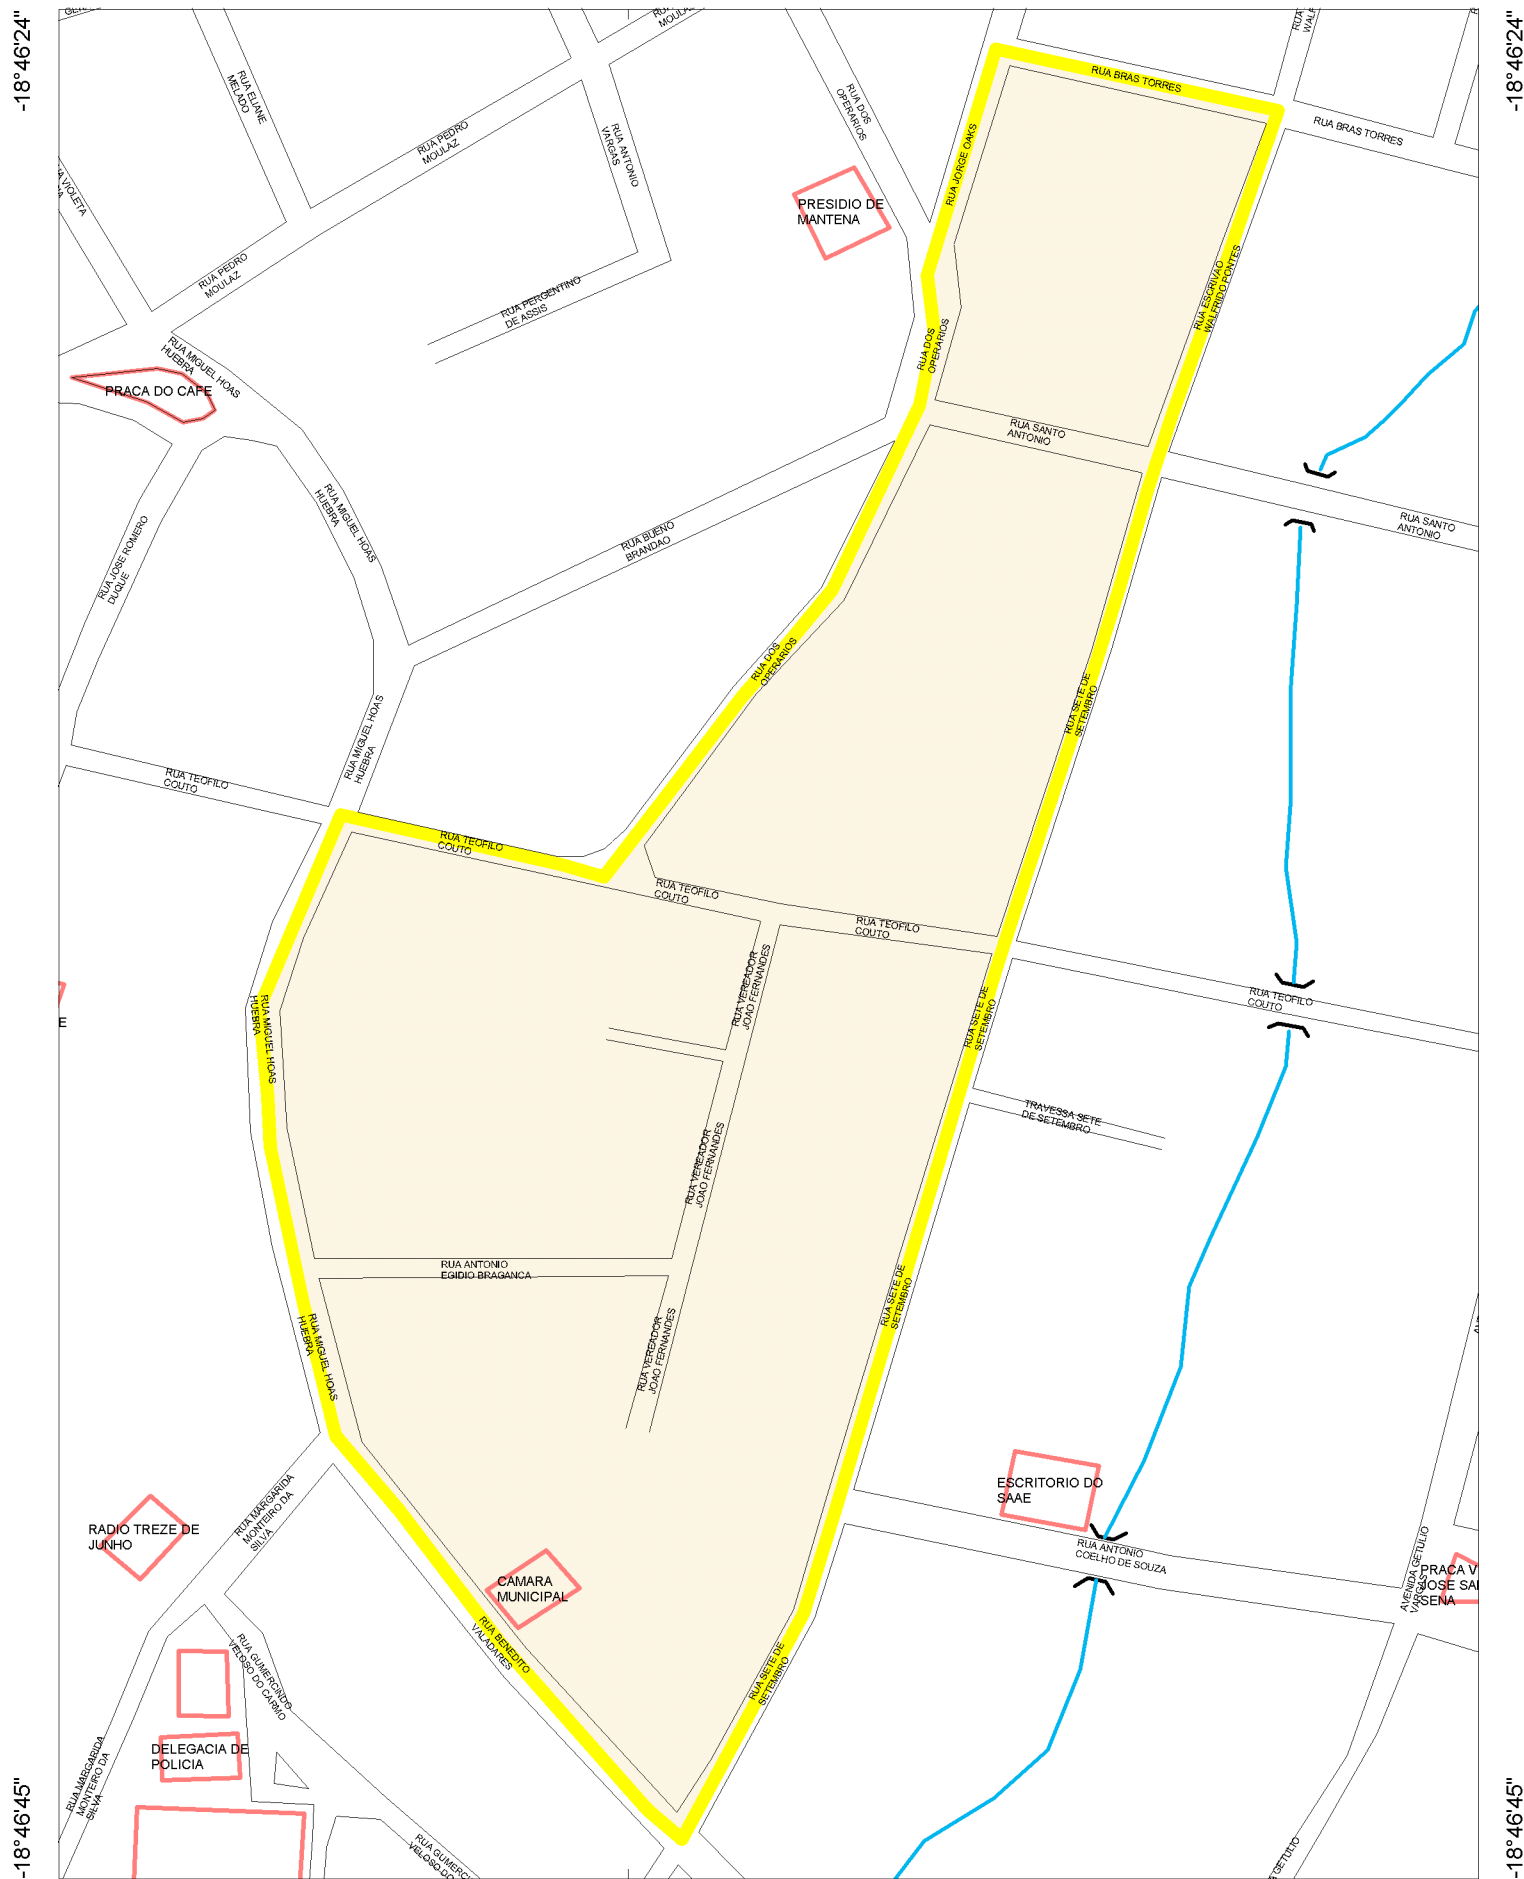 -18°46'24"
-18°46'24"
RUA ELIANE
MELADO
RUA PEDRO
MOULAZ
RUA ANTONIO
VARGAS
RUA DOS
OPERARIOS
RUA BRAS TORRES
RUA BRAS TORRES
RUA JORGE OAKS
PRESIDIO DE
MANTENA
RUA PEDRO
MOULAZ
RUA PERGENTINO
DE ASSIS
RUA ESCRIVAO
WALFRIDO PONTES
RUA DOS
OPERARIOS
RUA MIGUEL HOAS
HUEBRA
PRACA DO CAFE
RUA SANTO
ANTONIO
RUA SANTO
ANTONIO
RUA MIGUEL HOAS
HUEBRA
RUA BUENO
BRANDAO
RUA JOSE ROMERO
DUQUE
RUA DOS
OPERARIOS
RUA SETE DE
SETEMBRO
RUA MIGUEL HOAS
HUEBRA
RUA TEOFILO
COUTO
RUA TEOFILO
COUTO
RUA TEOFILO
COUTO
RUA TEOFILO
COUTO
RUA VEREADOR
JOAO FERNANDES
RUA SETE DE
SETEMBRO
RUA TEOFILO
COUTO
E
RUA MIGUEL HOAS
HUEBRA
TRAVESSA SETE
DE SETEMBRO
RUA VEREADOR
JOAO FERNANDES
RUA ANTONIO
EGIDIO BRAGANCA
RUA SETE DE
SETEMBRO
RUA MIGUEL HOAS
HUEBRA
RUA VEREADOR
JOAO FERNANDES
ESCRITORIO DO
SAAE
RUA MARGARIDA
MONTEIRO DA
SILVA
RADIO TREZE DE
JUNHO
RUA ANTONIO
COELHO DE SOUZA
AVENIDA GETULIO
VARGAS
PRACA V
JOSE SA
SENA
CAMARA
MUNICIPAL
RUA BENEDITO
VALADARES
RUA SETE DE
SETEMBRO
RUA GUMERCINDO
VELOSO DO CARMO
DELEGACIA DE
POLICIA
RUA MARGARIDA
MONTEIRO DA
SILVA
RUA GUMERC
VELOSO DO
GETULIO
-18°46'45"
-18°46'45"